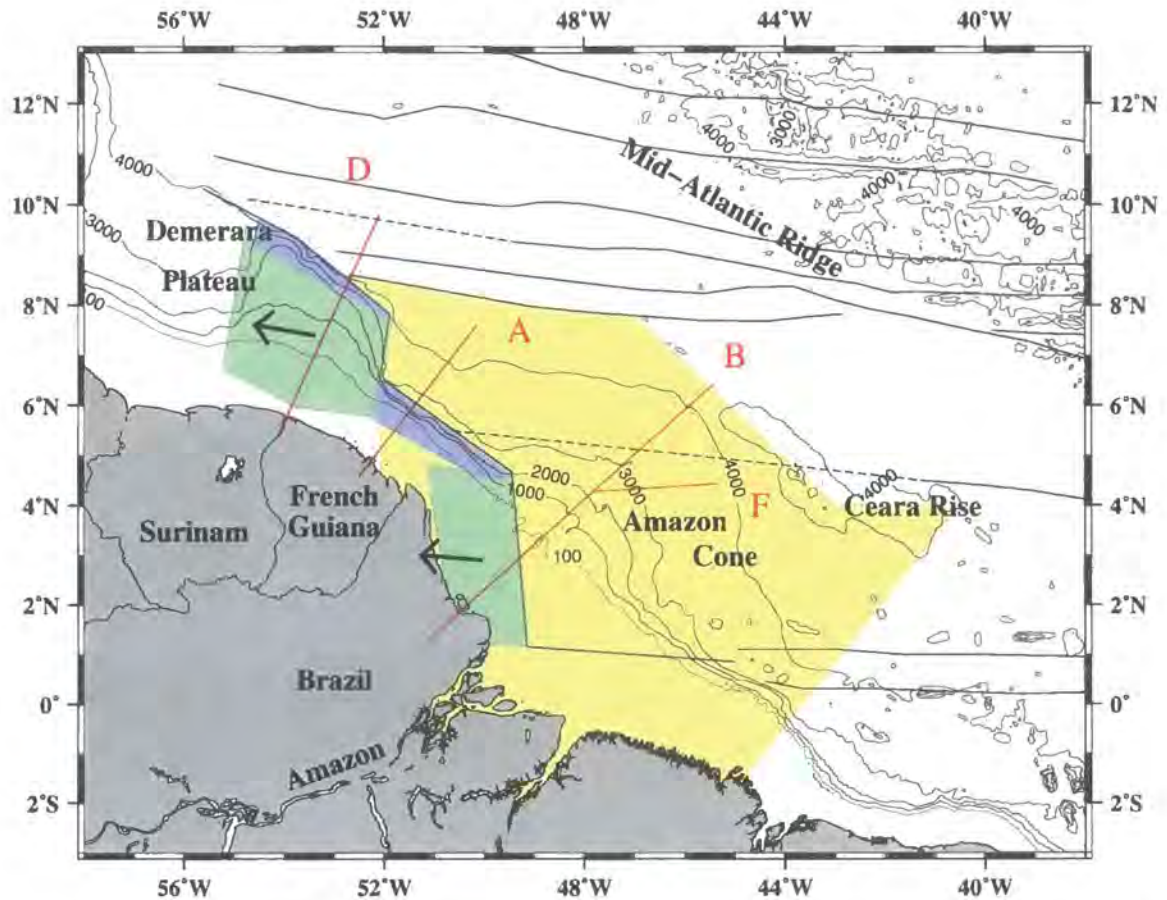 56˚W 52˚W 48˚W 44˚W 40˚W
12˚N 12˚N
10˚N 10˚N
8˚N 8˚N
6˚N 6˚N
4˚N 4˚N
2˚N 2˚N
0˚ 0˚
2˚S 2˚S
56˚W 52˚W 48˚W 44˚W 40˚W
4000
3000
00
D
Demerara
Plateau
Mid-Atlantic Ridge
4000
3000
4000
4000
4000
A
B
F
2000
1000
3000
4000
100
4000
Ceara Rise
Amazon
Cone
Surinam
French
Guiana
Brazil
Amazon